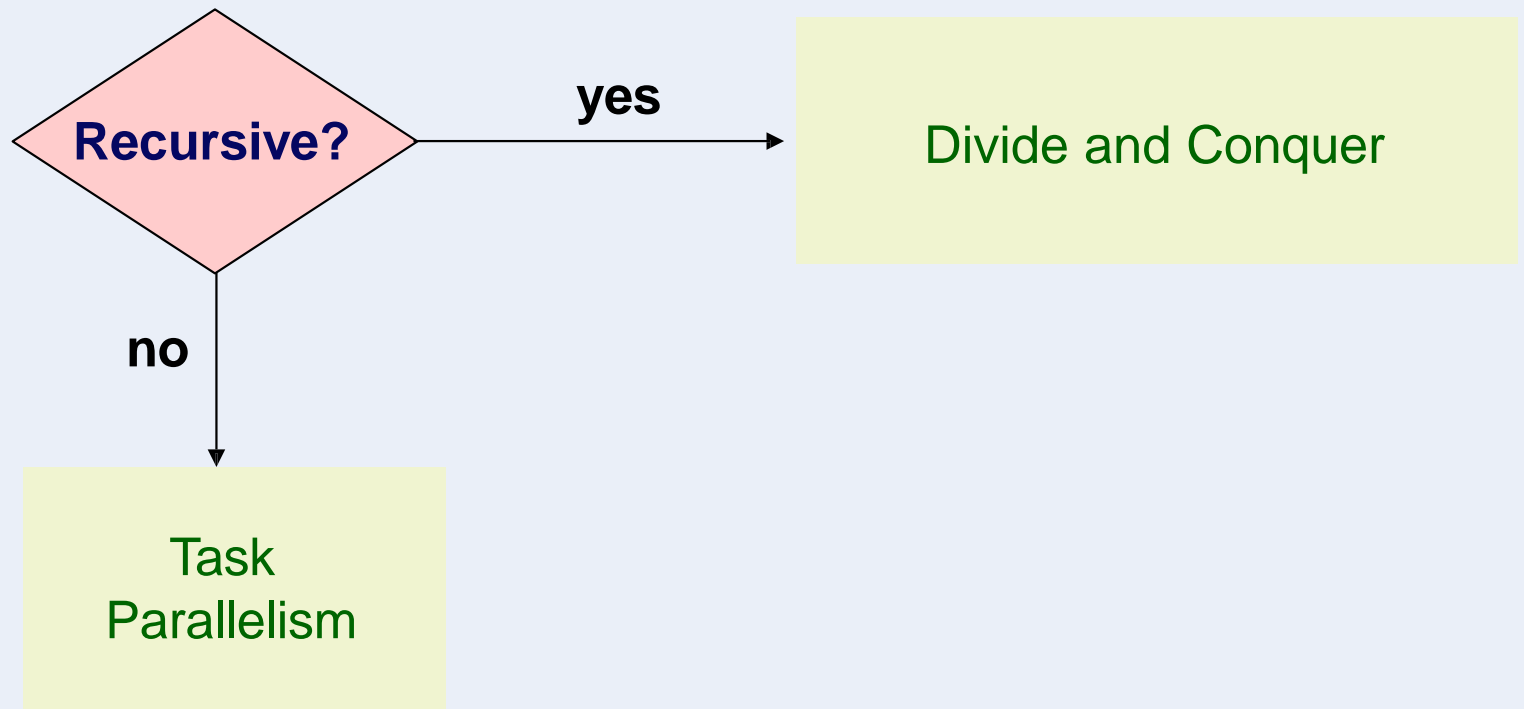 Recursive?
yes
Divide and Conquer
no
Task
Parallelism